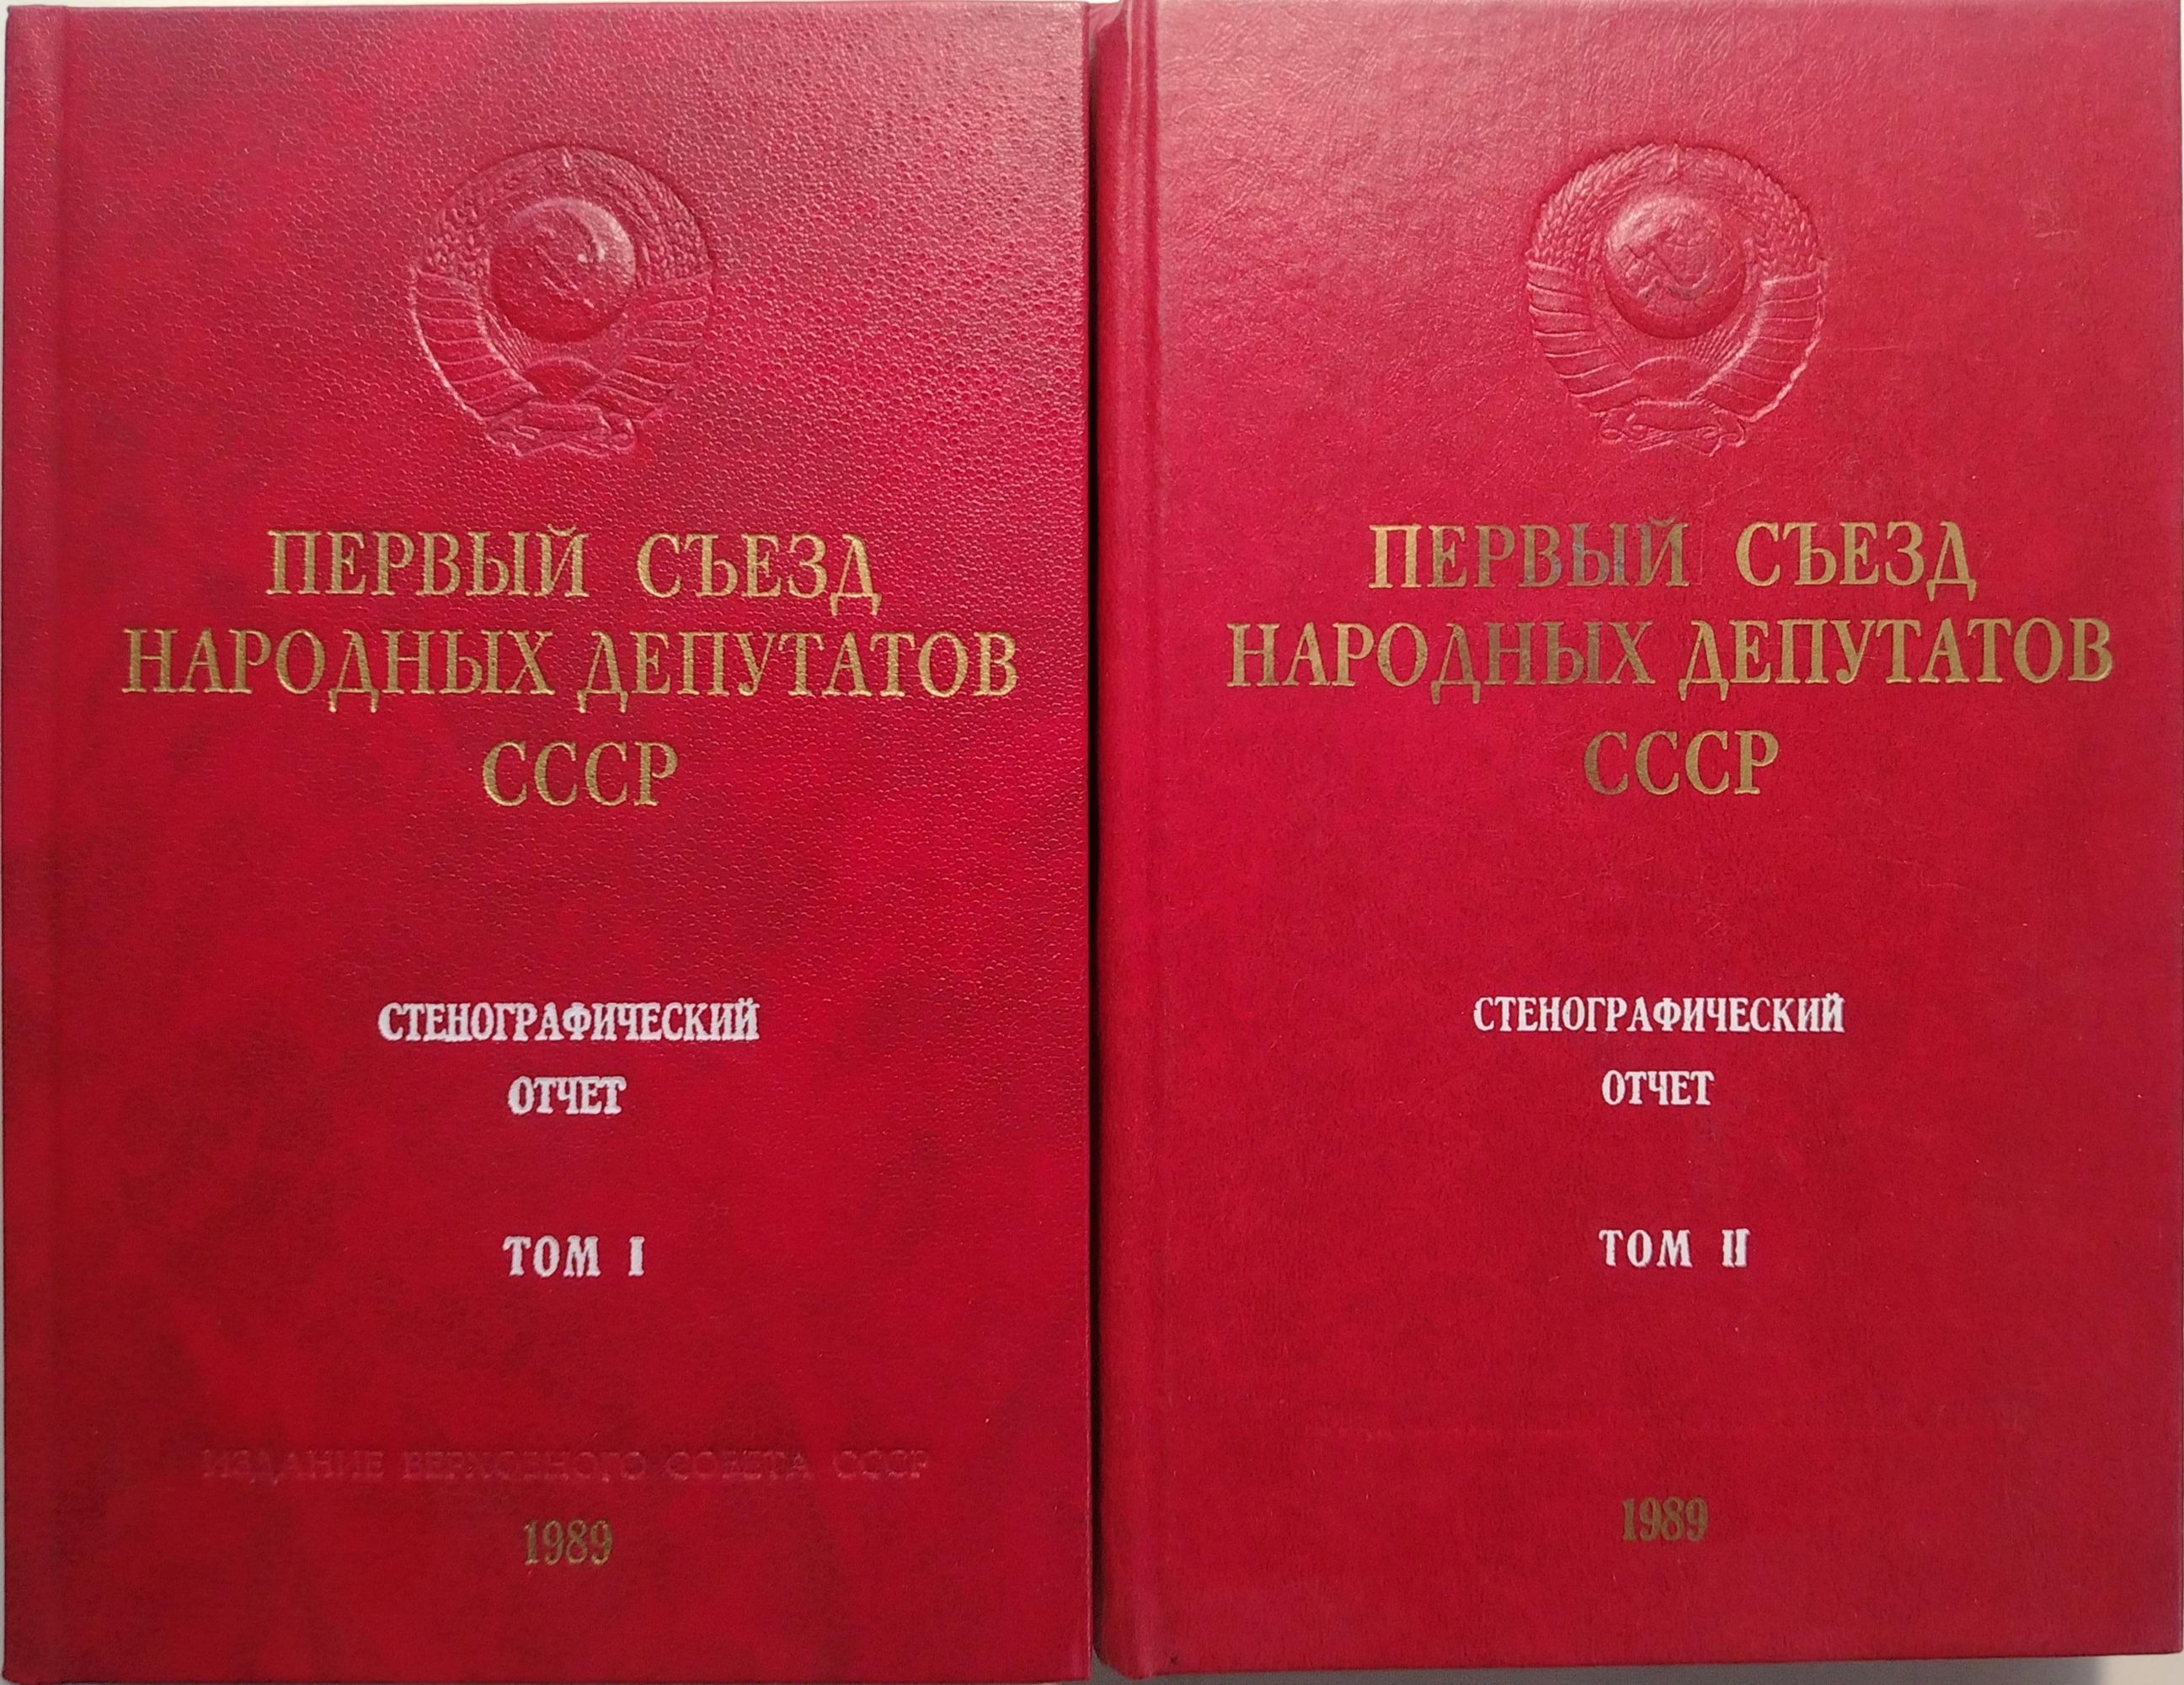 ПЕРВЫЙ СЪЕЗД
НАРОДНЫХ ДЕПУТАТОВ
СССР
СТЕНОГРАФИЧЕСКИЙ
ОТЧЕТ
ТОМ I
ИЗДАНИЕ ВЕРХОВНОГО СОВЕТА СССР
1989
ПЕРВЫЙ СЪЕЗД
НАРОДНЫХ ДЕПУТАТОВ
СССР
СТЕНОГРАФИЧЕСКИЙ
ОТЧЕТ
ТОМ II
1989